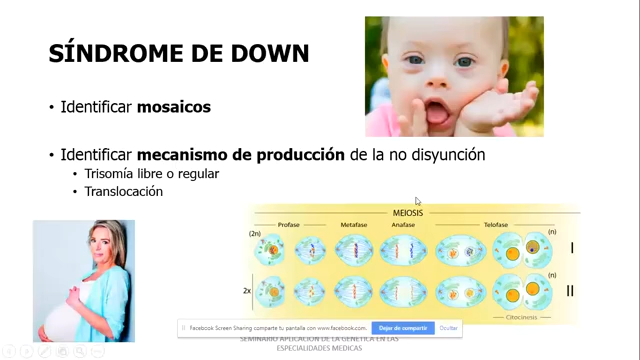 SÍNDROME DE DOWN
• Identificar mosaicos
• Identificar mecanismo de producción de la no disyunción
• Trisomía libre o regular
• Translocación
MEIOSIS
Profase Metafase Anafase Telofase
(2n) (n)
I
(n)
2x II
Citocinesis
Facebook Screen Sharing comparte tu pantalla con www.facebook.com. Dejar de compartir Ocultar
SEMINARIO APLICACIÓN DE LA GENETICA EN LAS
ESPECIALIDADES MEDICAS